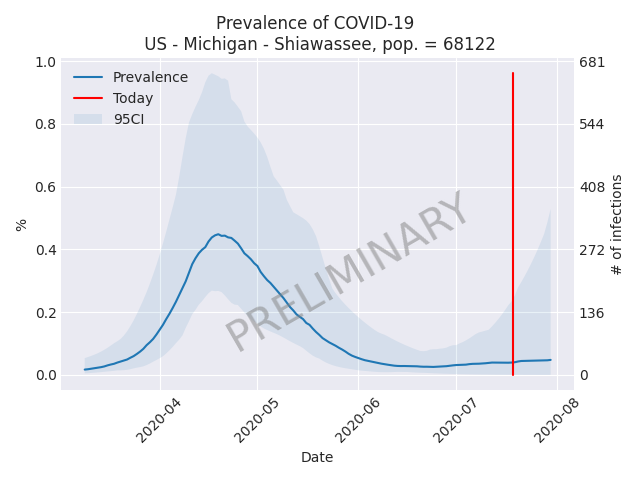 Prevalence of COVID-19
US - Michigan - Shiawassee, pop. = 68122
Prevalence
Today
95CI
1.0
0.8
0.6
0.4
0.2
0.0
%
681
544
408
272
136
0
# of infections
PRELIMINARY
2020-04
2020-05
2020-06
2020-07
2020-08
Date